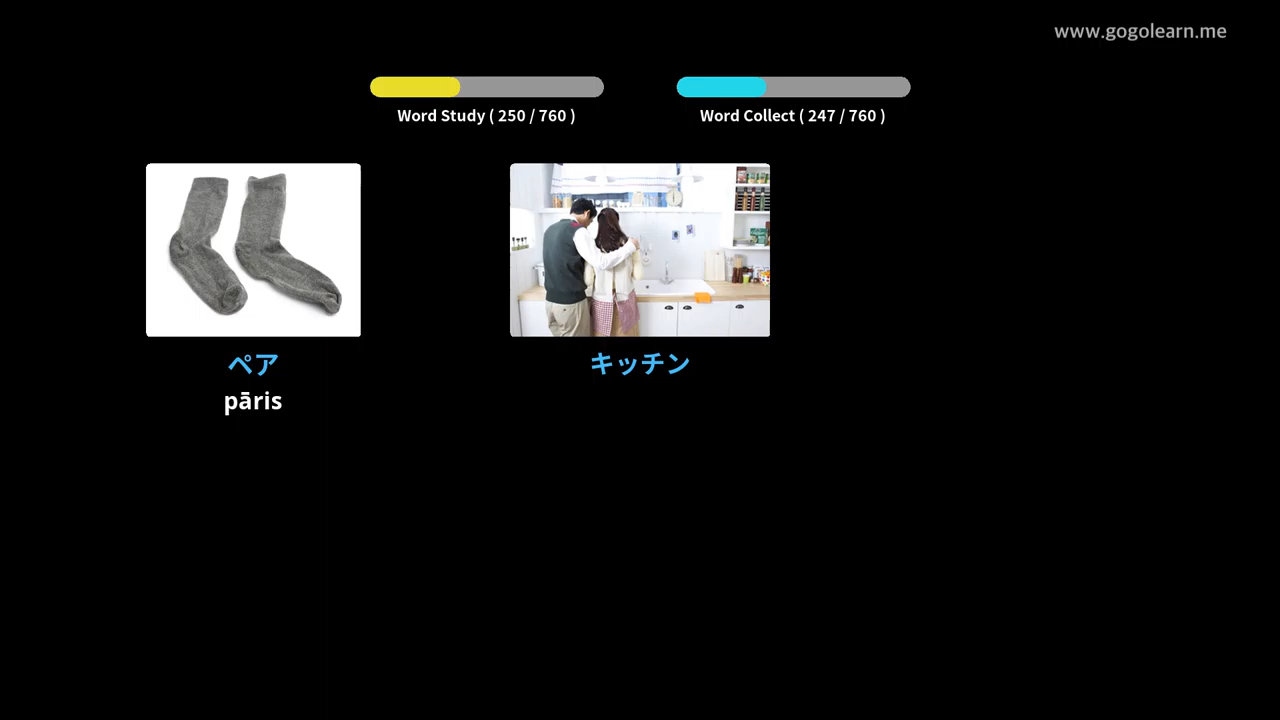 www.gogolearn.me
Word Study ( 250 / 760 )
Word Collect ( 247 / 760 )
ペア
キッチン
pāris